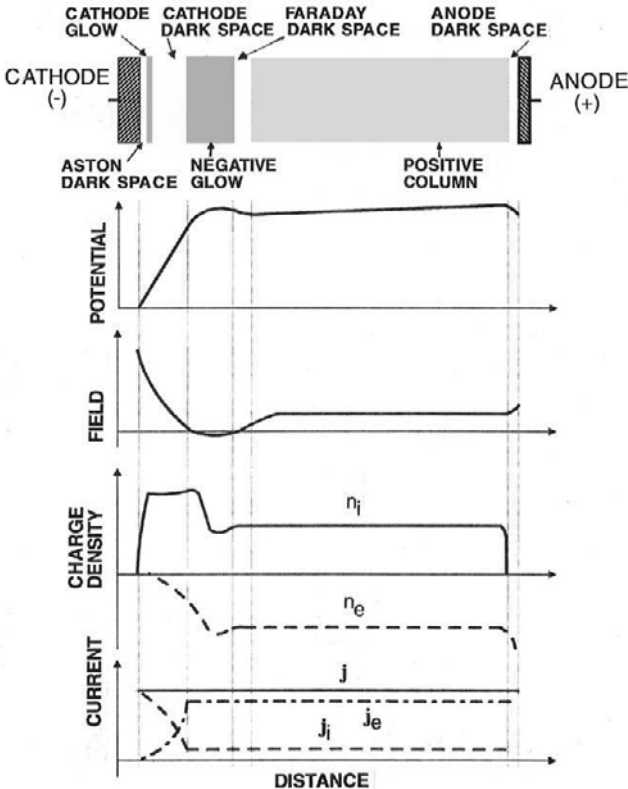 CATHODE
GLOW
CATHODE
DARK SPACE
FARADAY
DARK SPACE
ANODE
DARK SPACE
CATHODE
(-)
ANODE
(+)
ASTON
DARK SPACE
NEGATIVE
GLOW
POSITIVE
COLUMN
POTENTIAL
FIELD
CHARGE
DENSITY
nᵢ
nₑ
CURRENT
j
jᵢ
jₑ
DISTANCE